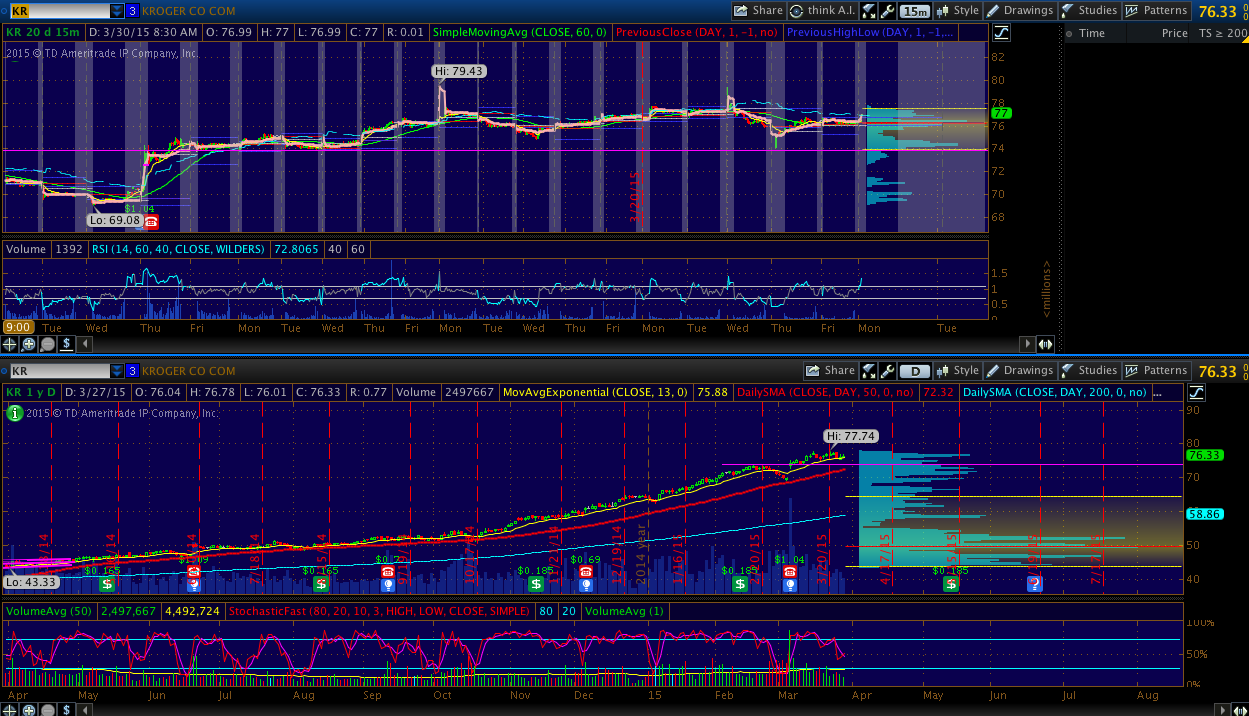 KR 3 KROGER CO COM Share think A.I. 15m Style Drawings Studies Patterns 76.33
KR 20 d 15m D: 3/30/15 8:30 AM O: 76.99 H: 77 L: 76.99 C: 77 R: 0.01 SimpleMovingAvg (CLOSE, 60, 0) PreviousClose (DAY, 1, -1, no) PreviousHighLow (DAY, 1, -1,... Time Price TS ≥ 200
2015 © TD Ameritrade IP Company, Inc.
82
Hi: 79.43
80
78
77
76
74
72
70
3/20/15
$1.04
Lo: 69.08
68
Volume 1392 RSI (14, 60, 40, CLOSE, WILDERS) 72.8065 40 60
1.5
1
0.5
<millions>
9:00 Tue Wed Thu Fri Mon Tue Wed Thu Fri Mon Tue Wed Thu Fri Mon Tue Wed Thu Fri Mon Tue
$
KR 3 KROGER CO COM Share D Style Drawings Studies Patterns 76.33
KR 1 y D D: 3/27/15 O: 76.04 H: 76.78 L: 76.01 C: 76.33 R: 0.77 Volume 2497667 MovAvgExponential (CLOSE, 13, 0) 75.88 DailySMA (CLOSE, DAY, 50, 0, no) 72.32 DailySMA (CLOSE, DAY, 200, 0, no) ...
2015 © TD Ameritrade IP Company, Inc.
90
Hi: 77.74
80
76.33
70
58.86
50
2014 year
3/20/15
$0.165 $0.165 $0.185 $0.69 $0.185 $1.04 $0.185
Lo: 43.33
40
$ $ $ $ $
VolumeAvg (50) 2,497,667 4,492,724 StochasticFast (80, 20, 10, 3, HIGH, LOW, CLOSE, SIMPLE) 80 20 VolumeAvg (1)
100%
50%
0%
Apr May Jun Jul Aug Sep Oct Nov Dec 15 Feb Mar Apr May Jun Jul Aug
$